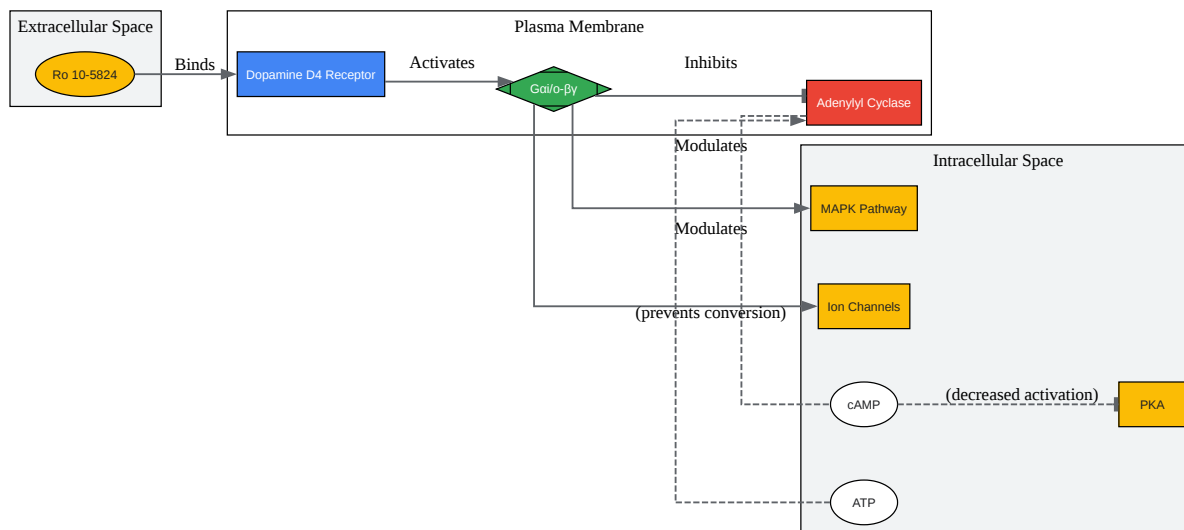 Extracellular Space
Plasma Membrane
Ro 10-5824
Binds
Dopamine D4 Receptor
Activates
Gαi/o-βγ
Inhibits
Adenylyl Cyclase
Modulates
Intracellular Space
MAPK Pathway
Modulates
Ion Channels
(prevents conversion)
cAMP
(decreased activation)
PKA
ATP